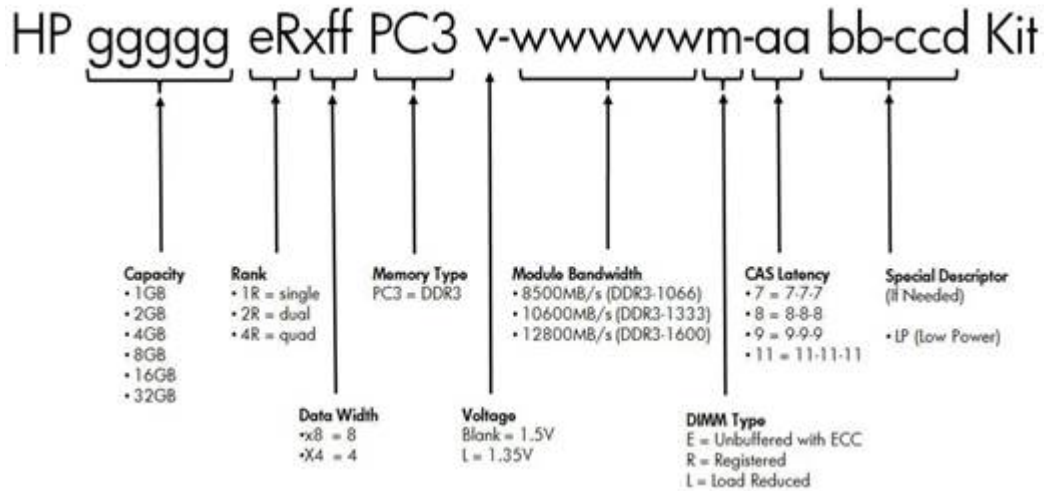 HP ggggg eRxff PC3 v-wwwwwm-aa bb-ccd Kit
Capacity
• 1GB
• 2GB
• 4GB
• 8GB
• 16GB
• 32GB
Rank
• 1R = single
• 2R = dual
• 4R = quad
Memory Type
PC3 = DDR3
Module Bandwidth
• 8500MB/s (DDR3-1066)
• 10600MB/s (DDR3-1333)
• 12800MB/s (DDR3-1600)
CAS Latency
• 7 = 7-7-7
• 8 = 8-8-8
• 9 = 9-9-9
• 11 = 11-11-11
Special Descriptor
(If Needed)
• LP (Low Power)
Data Width
•x8 = 8
•X4 = 4
Voltage
Blank = 1.5V
L = 1.35V
DIMM Type
E = Unbuffered with ECC
R = Registered
L = Load Reduced